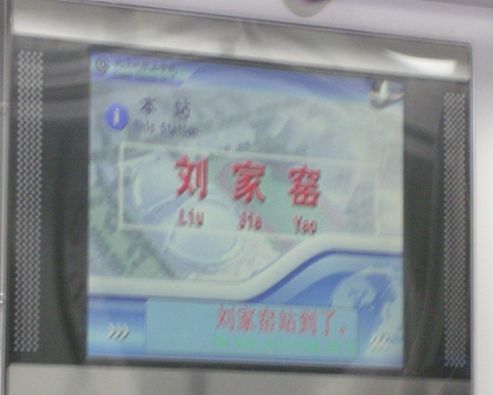 本站
This Station
刘家窑
Liu Jia Yao
刘家窑站到了。